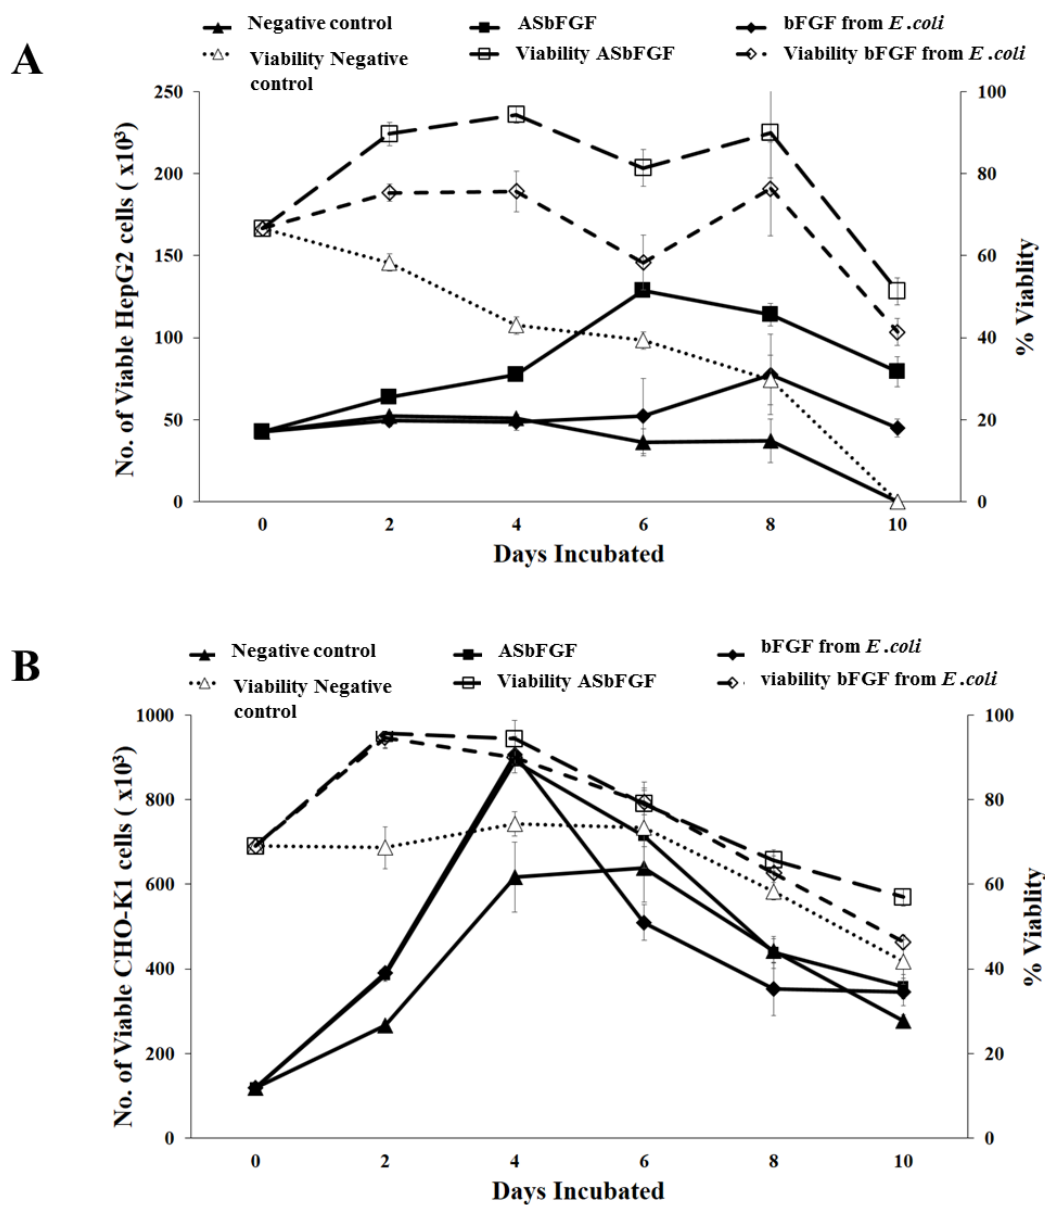 A
Negative control
ASbFGF
bFGF from E.coli
Viability Negative
control
Viability ASbFGF
Viability bFGF from E.coli
No. of Viable HepG2 cells ( x10³)
250
200
150
100
50
0
100
80
60
40
20
0
% Viablity
0 2 4 6 8 10
Days Incubated
B
Negative control
ASbFGF
bFGF from E.coli
Viability Negative
control
Viability ASbFGF
viability bFGF from E.coli
No. of Viable CHO-K1 cells ( x10³)
1000
800
600
400
200
0
100
80
60
40
20
0
% Viablity
0 2 4 6 8 10
Days Incubated